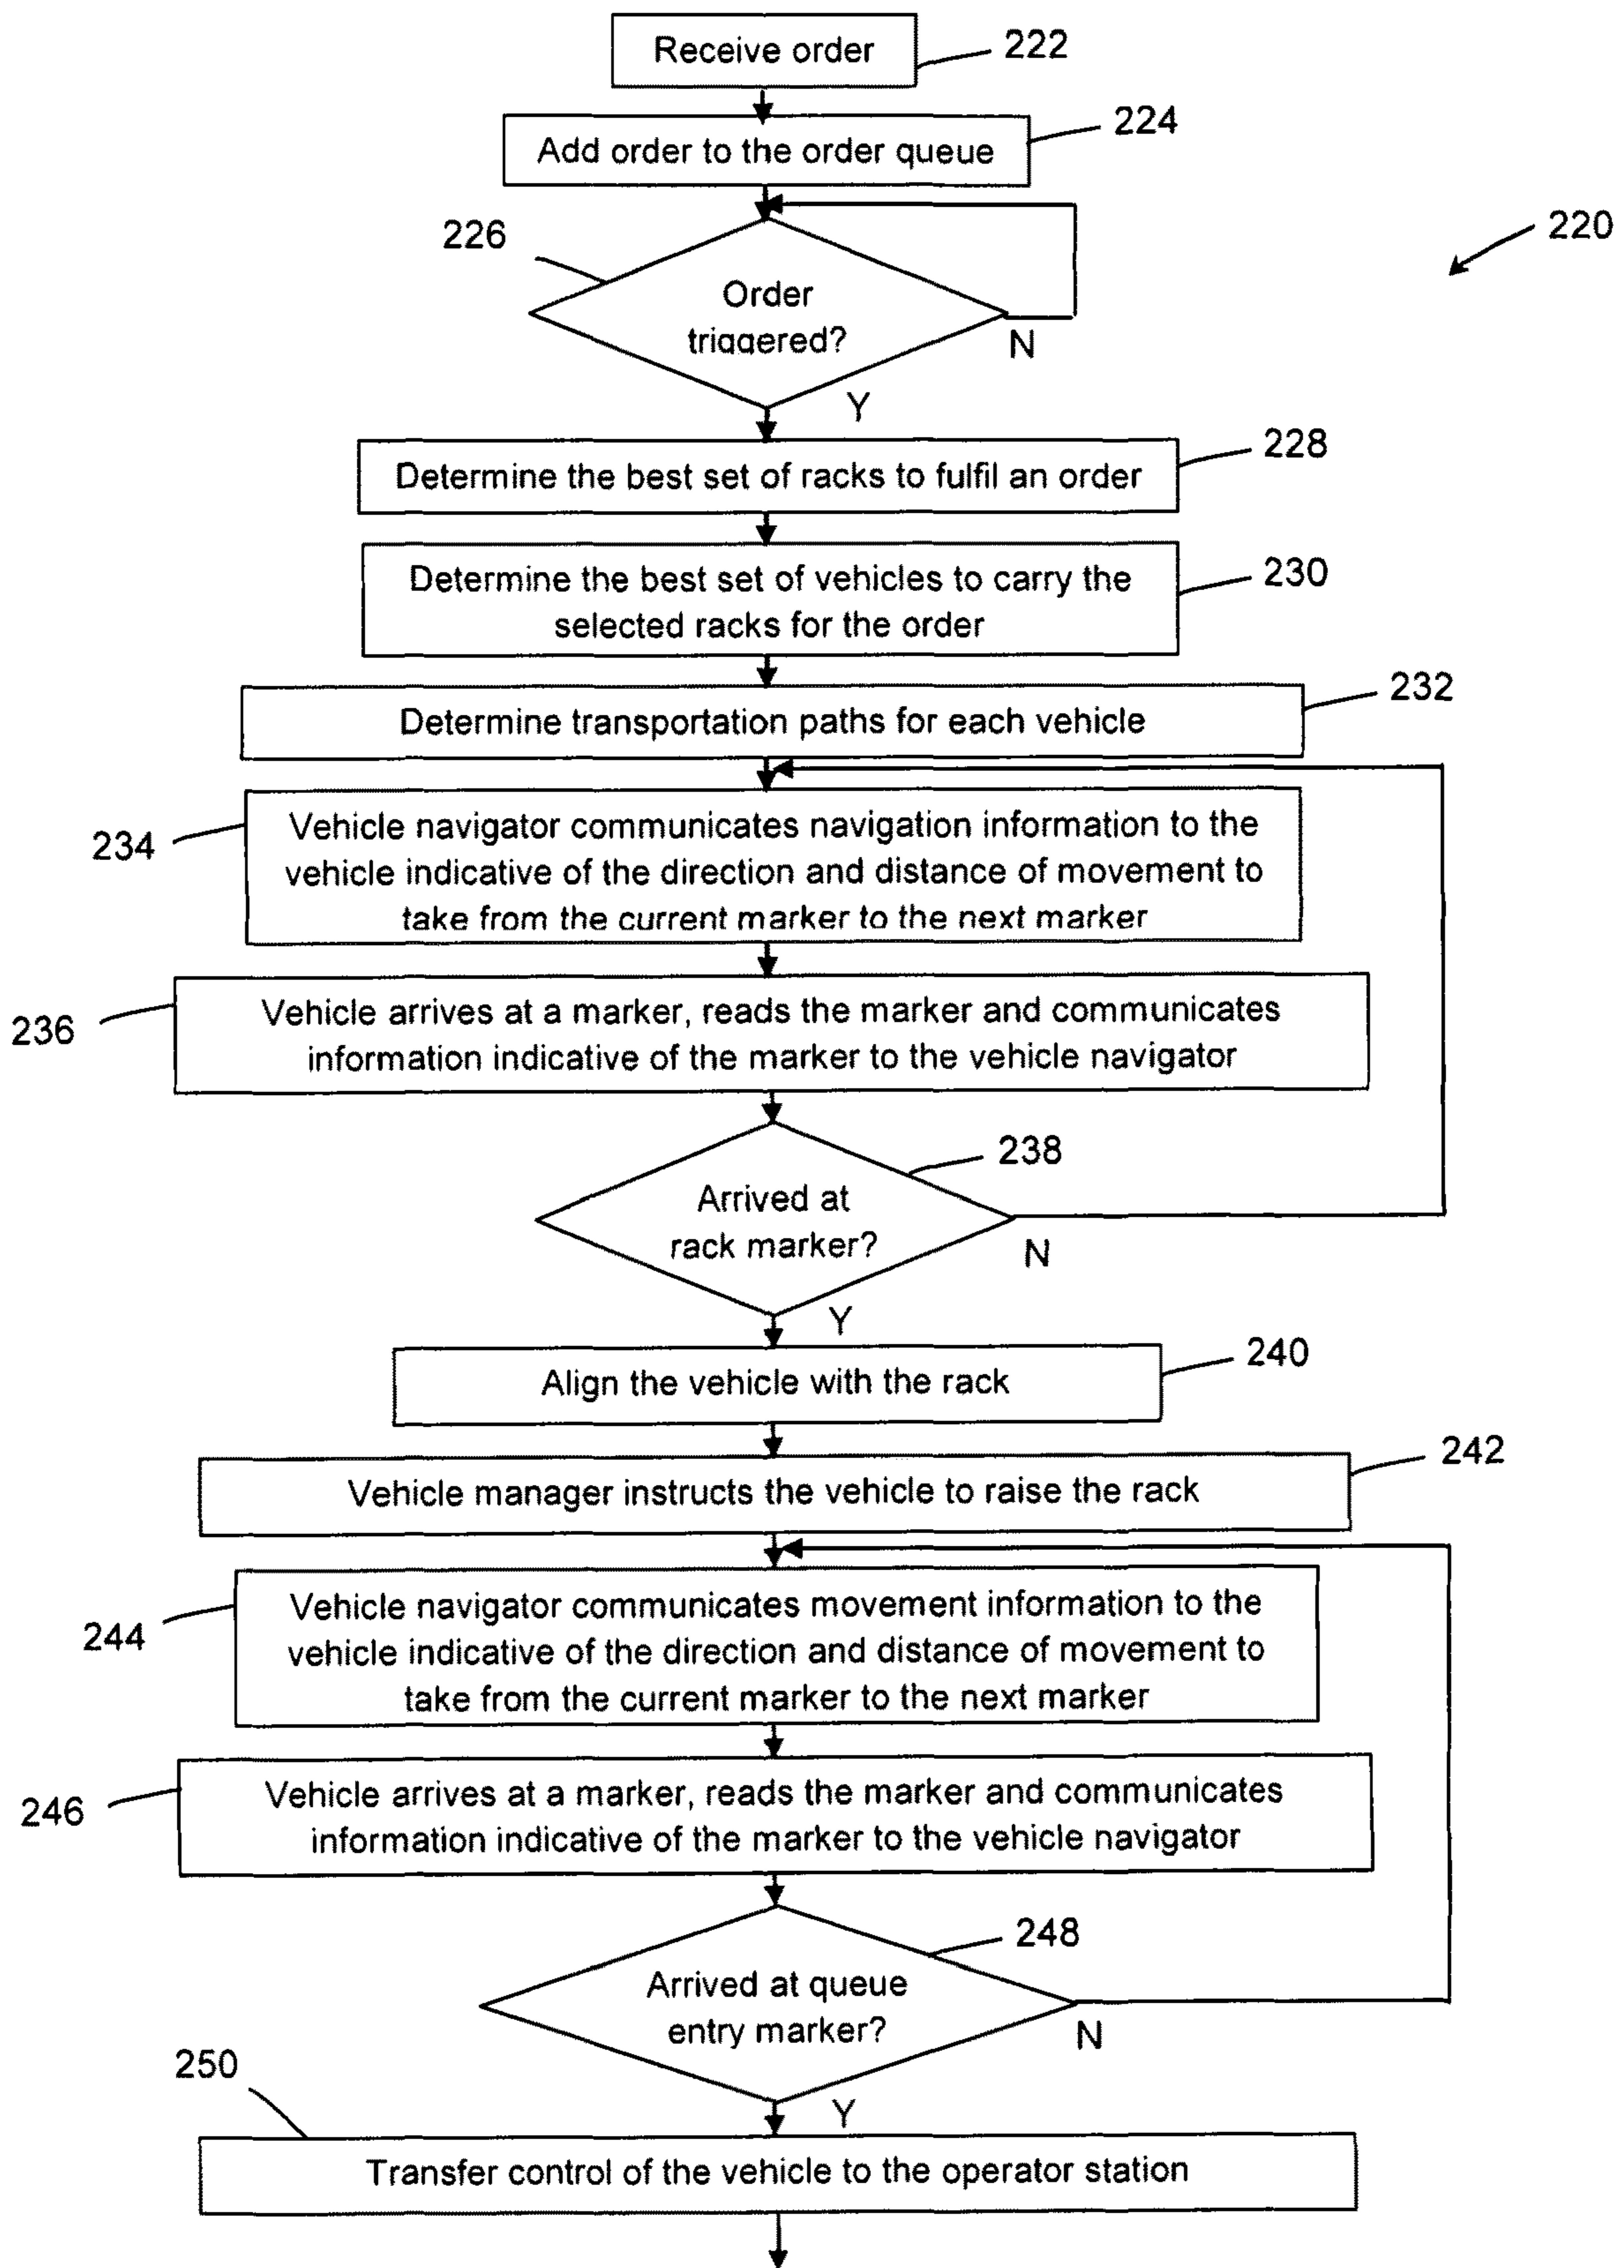 Receive order
222
Add order to the order queue
224
226
220
Order
triggered?
N
Y
Determine the best set of racks to fulfil an order
228
Determine the best set of vehicles to carry the
selected racks for the order
230
Determine transportation paths for each vehicle
232
234
Vehicle navigator communicates navigation information to the
vehicle indicative of the direction and distance of movement to
take from the current marker to the next marker
236
Vehicle arrives at a marker, reads the marker and communicates
information indicative of the marker to the vehicle navigator
238
Arrived at
rack marker?
N
Y
Align the vehicle with the rack
240
Vehicle manager instructs the vehicle to raise the rack
242
244
Vehicle navigator communicates movement information to the
vehicle indicative of the direction and distance of movement to
take from the current marker to the next marker
246
Vehicle arrives at a marker, reads the marker and communicates
information indicative of the marker to the vehicle navigator
248
Arrived at queue
entry marker?
N
250
Y
Transfer control of the vehicle to the operator station